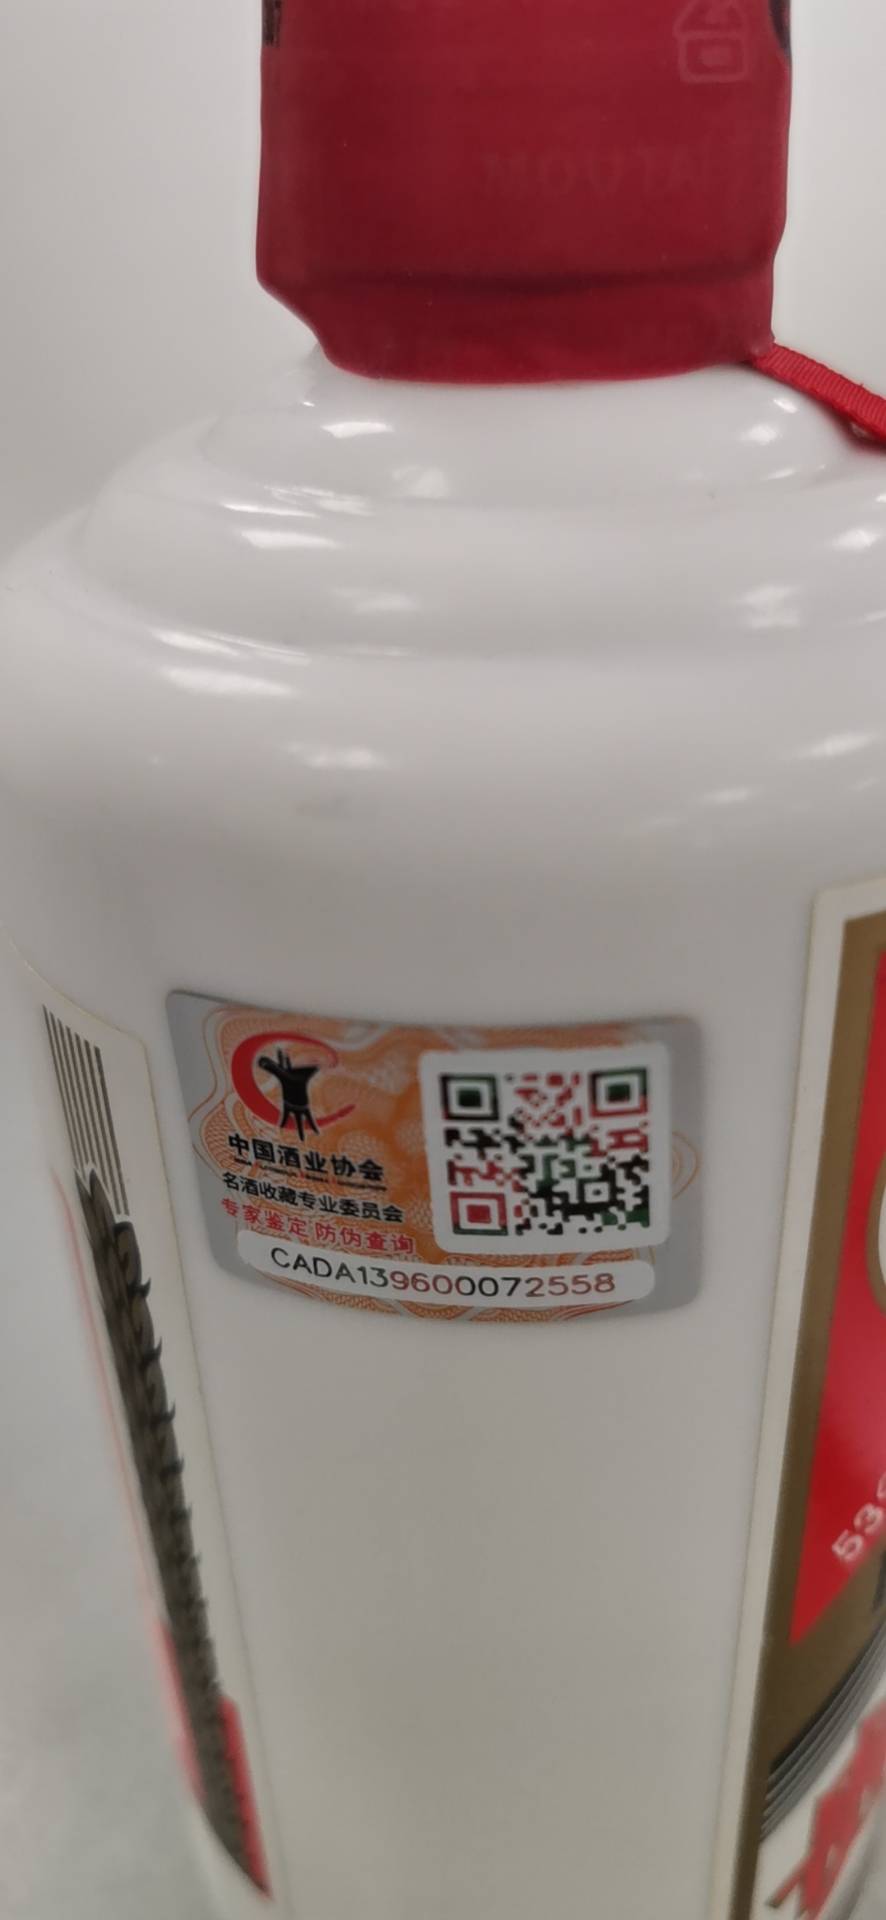 MOUTAI
中国酒业协会
名酒收藏专业委员会
专家鉴定 防伪查询
CADA139600072558
53%